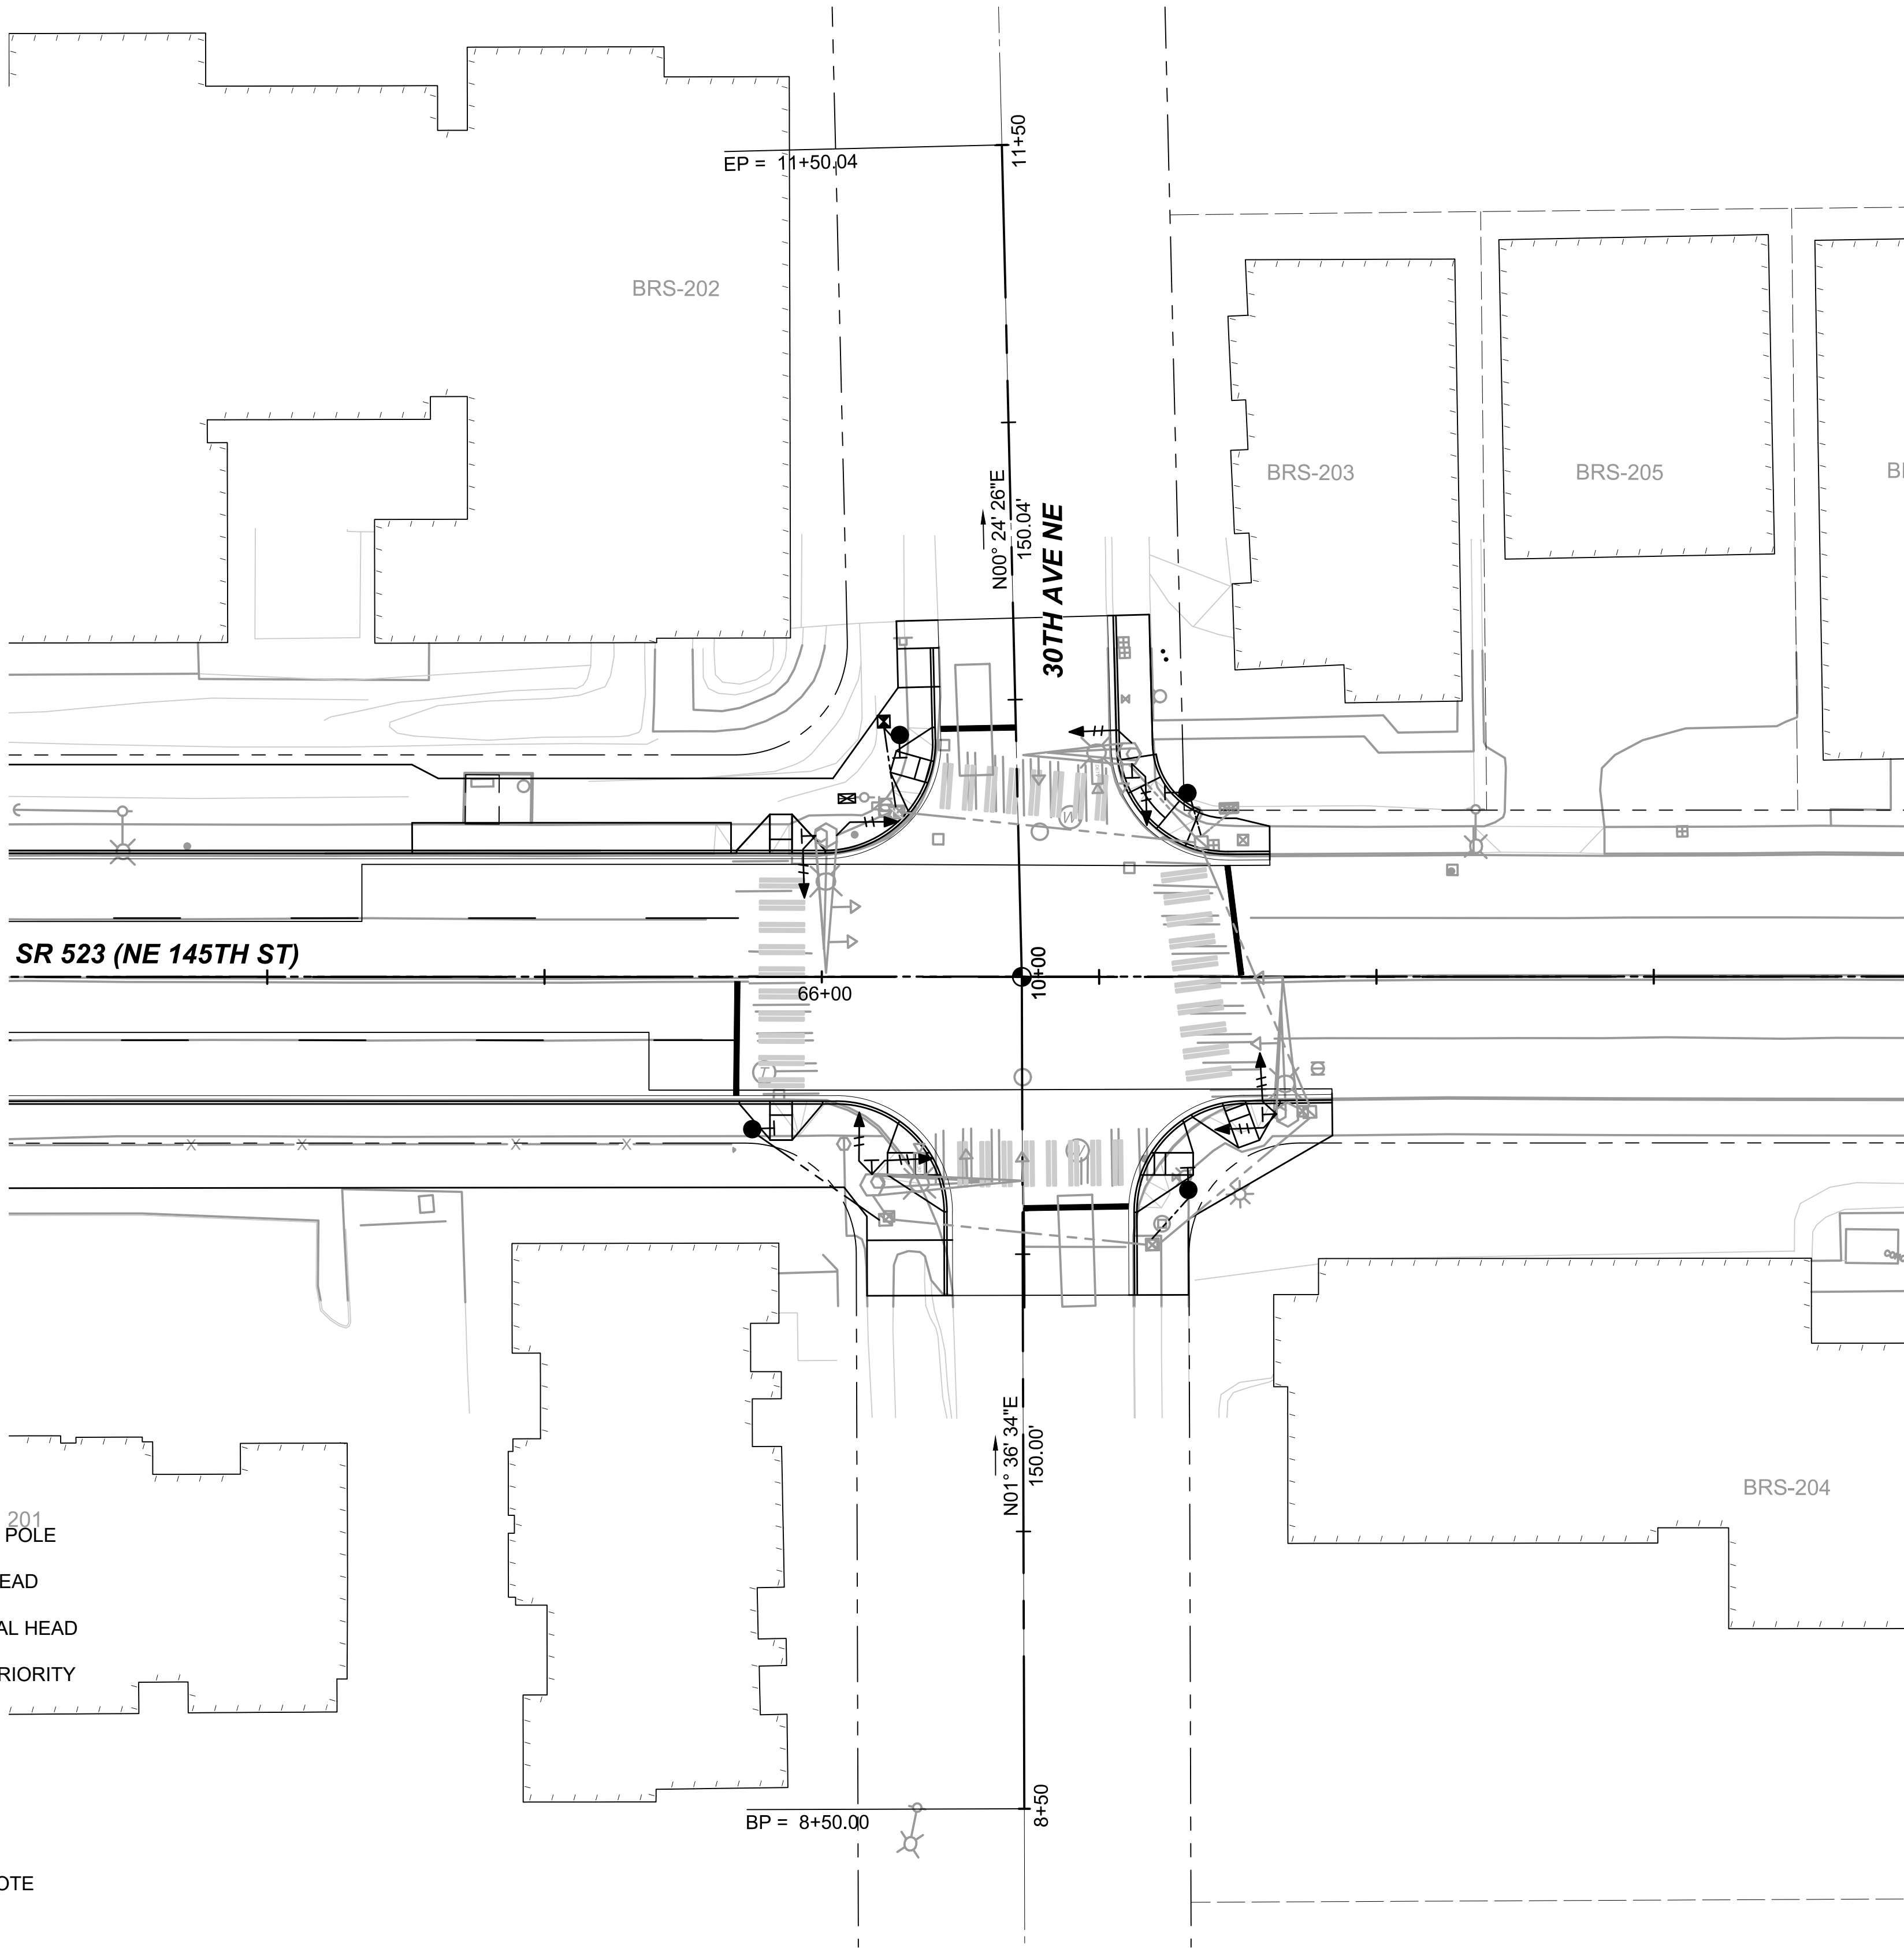 11+50
EP = 11+50.04
BRS-202
BRS-203
BRS-205
N00° 24' 26"E
150.04'
30TH AVE NE
SR 523 (NE 145TH ST)
66+00
10+00
N01° 36' 34"E
150.00'
BRS-204
201
POLE
EAD
AL HEAD
RIORITY
8+50
BP = 8+50.00
OTE